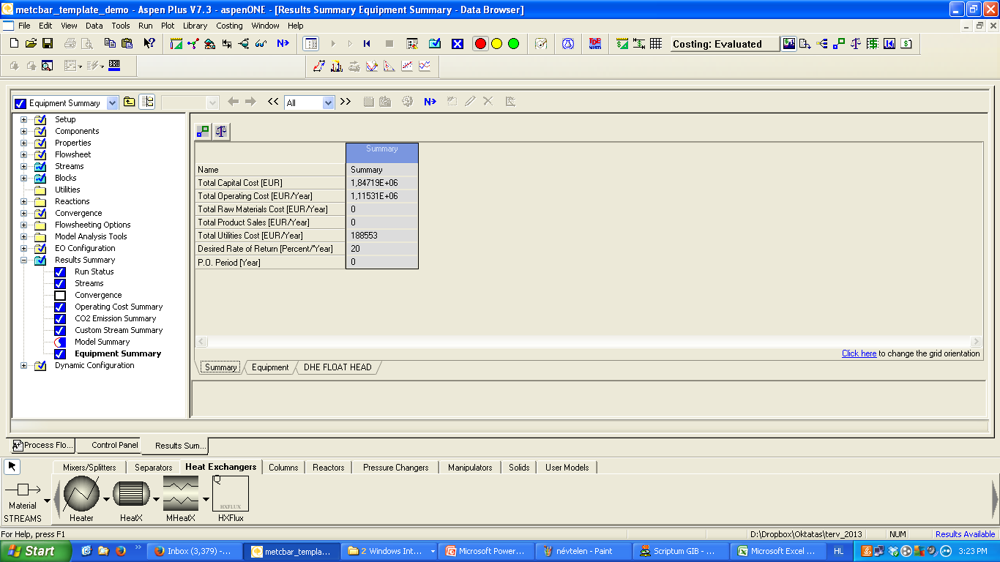 metcbar_template_demo - Aspen Plus V7.3 - aspenONE - [Results Summary Equipment Summary - Data Browser]
File Edit View Data Tools Run Plot Library Costing Window Help
N>
Costing: Evaluated
Equipment Summary
<< All >>
N>
Setup
Components
Properties
Flowsheet
Streams
Blocks
Utilities
Reactions
Convergence
Flowsheeting Options
Model Analysis Tools
EO Configuration
Results Summary
Run Status
Streams
Convergence
Operating Cost Summary
CO2 Emission Summary
Custom Stream Summary
Model Summary
Equipment Summary
Dynamic Configuration
Summary
Name Summary
Total Capital Cost [EUR] 1,84719E+06
Total Operating Cost [EUR/Year] 1,11531E+06
Total Raw Materials Cost [EUR/Year] 0
Total Product Sales [EUR/Year] 0
Total Utilities Cost [EUR/Year] 188553
Desired Rate of Return [Percent/'Year] 20
P.O. Period [Year] 0
Click here to change the grid orientation
Summary Equipment DHE FLOAT HEAD
Process Flo... Control Panel Results Sum...
Mixers/Splitters Separators Heat Exchangers Columns Reactors Pressure Changers Manipulators Solids User Models
Q
HXFLUX
Material
STREAMS
Heater HeatX MHeatX HXFlux
For Help, press F1 D:\Dropbox\Oktatas\terv_2013 NUM Results Available
Start Inbox (3,379) -... metcbar_templa... 2 Windows Int... Microsoft Power... névtelen - Paint Scriptum GIB - ... Microsoft Excel ... HL 3:23 PM